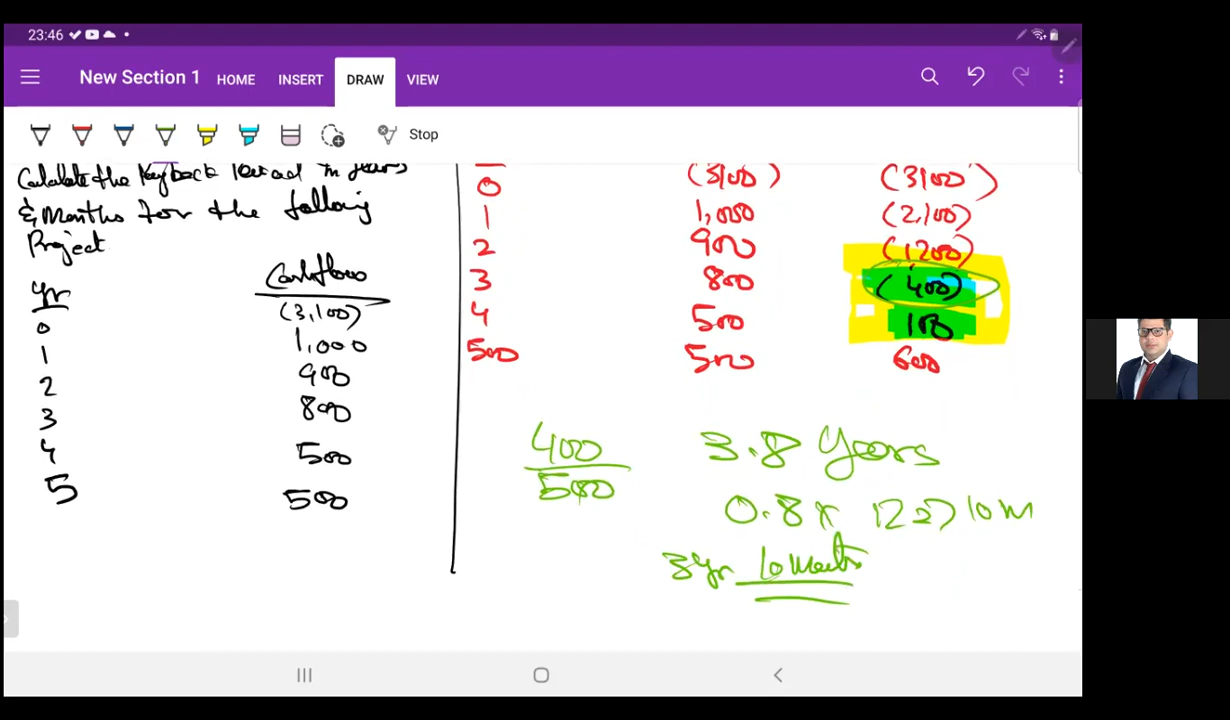 23:46
New Section 1 HOME INSERT DRAW VIEW
Stop
Calculate the Payback Period in Years
& Months for the following
Project
Yr Cashflow
0 (3,100)
1 1,000
2 900
3 800
4 500
5 500
0 (3100) (3100)
1 1,000 (2,100)
2 900 (1200)
3 800 (400)
4 500 100
500 500 600
400
500
3.8 Years
0.8 x 12 => 10 m
3 Yr 10 Months